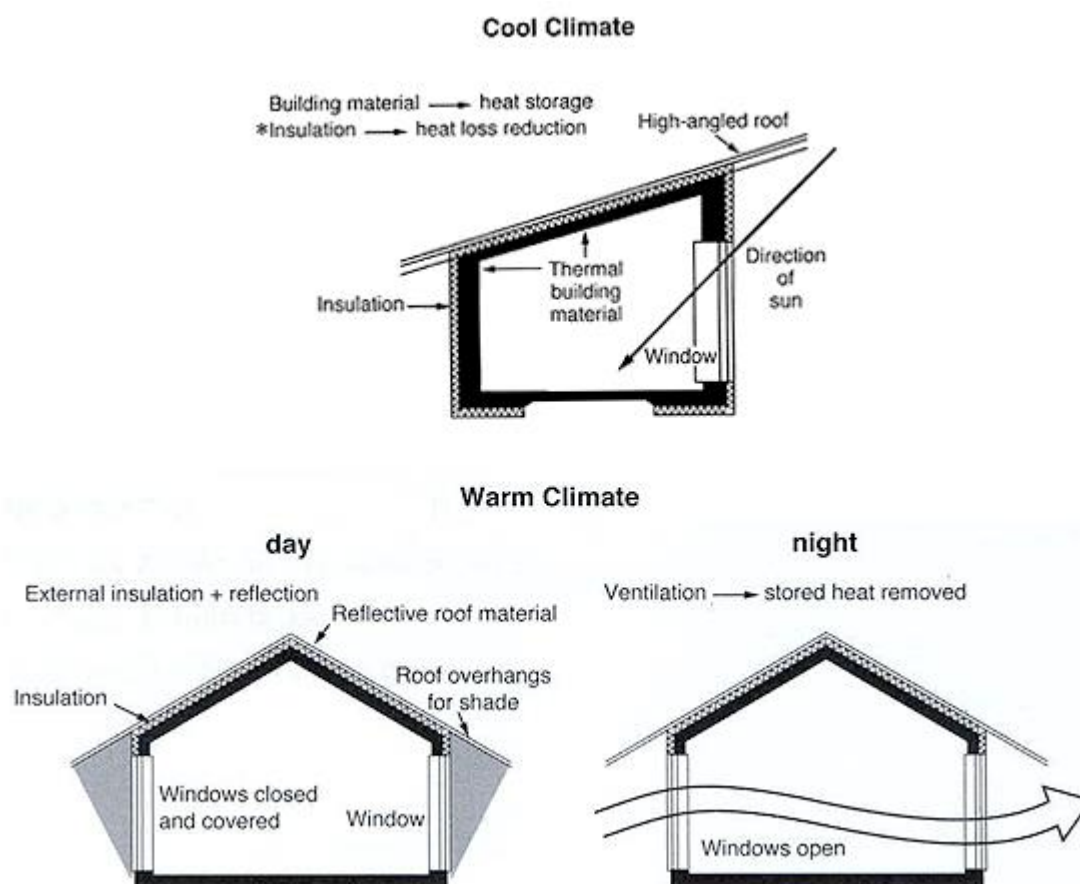 Cool Climate
Building material → heat storage
*Insulation → heat loss reduction
High-angled roof
Thermal
building
material
Insulation
Direction
of
sun
Window
Warm Climate
day
External insulation + reflection
Reflective roof material
Roof overhangs
for shade
Insulation
Windows closed
and covered
Window
night
Ventilation → stored heat removed
Windows open